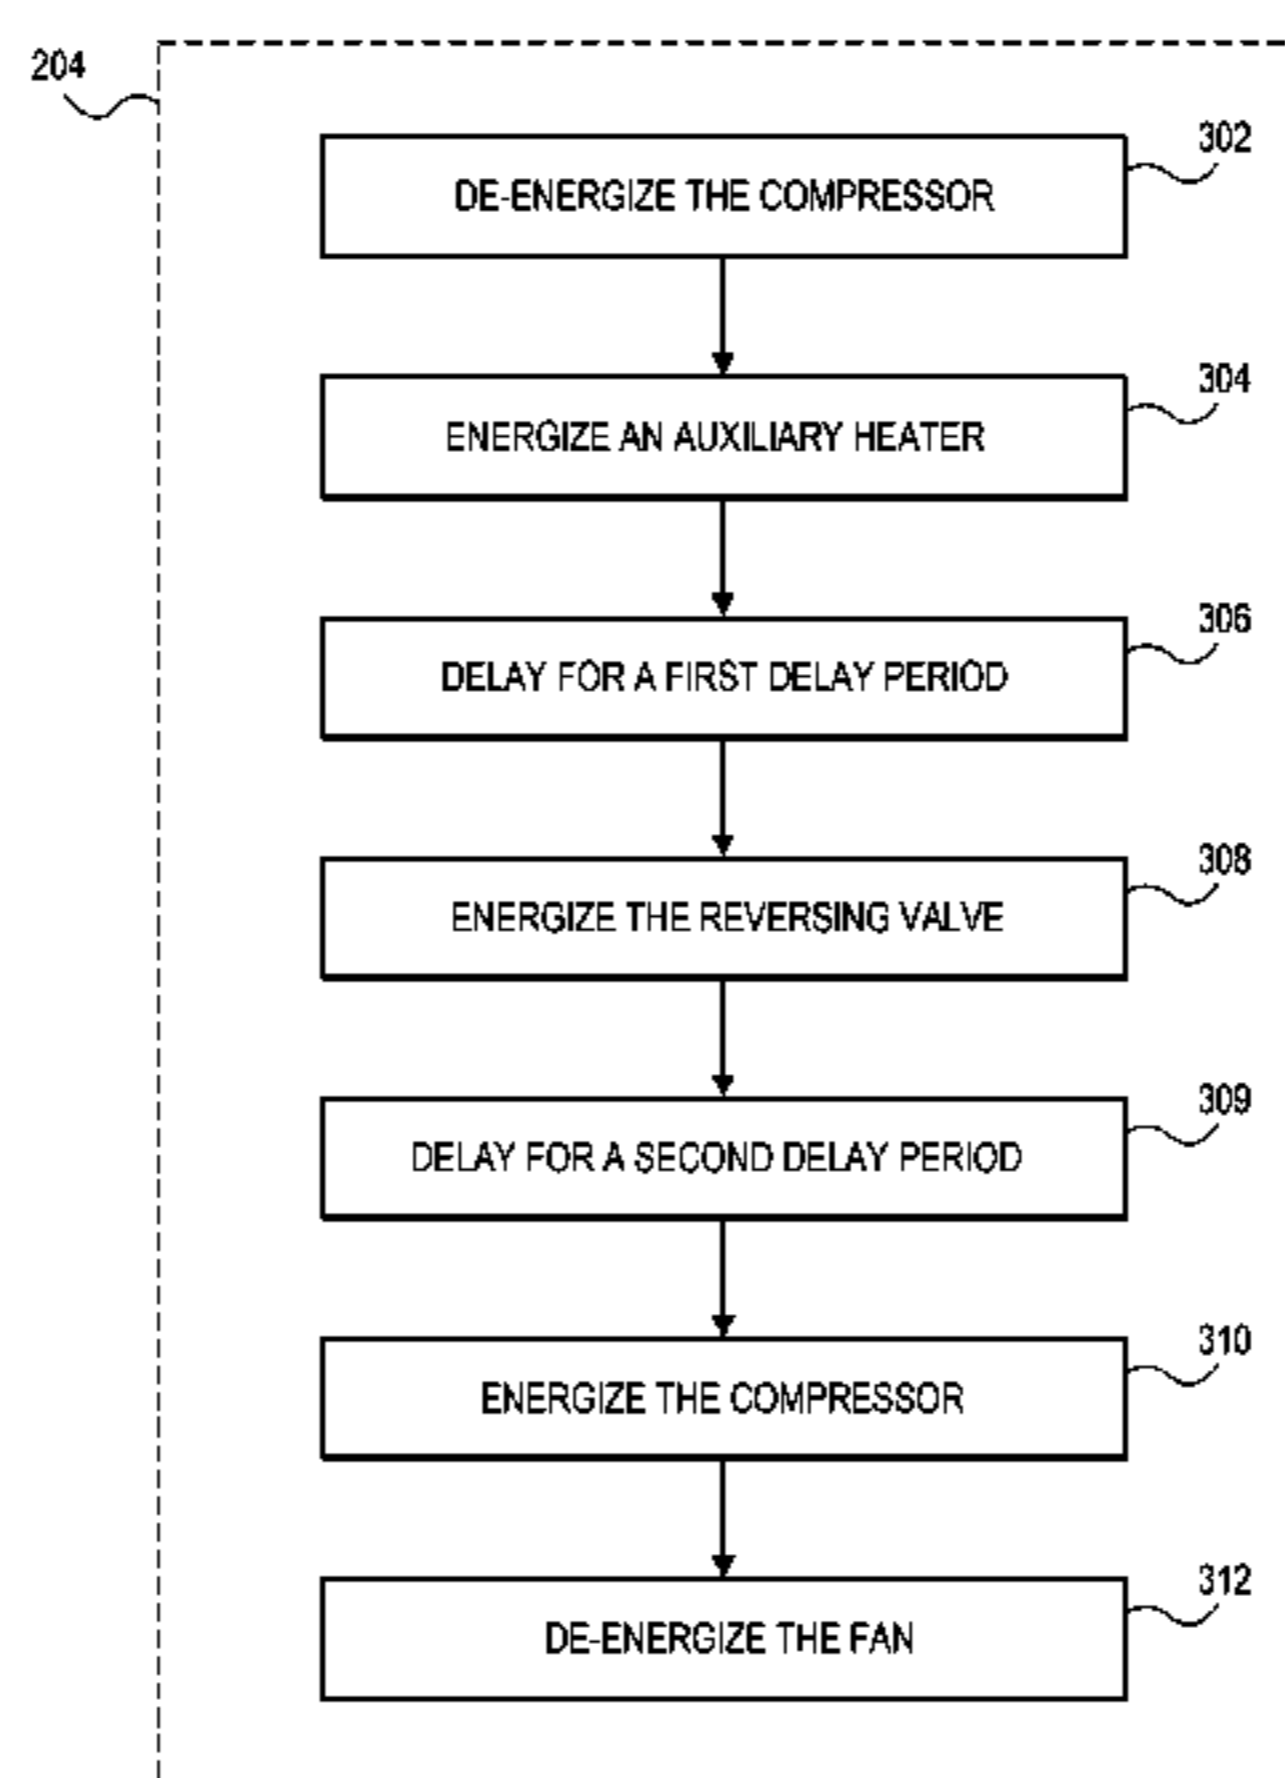 204
302
DE-ENERGIZE THE COMPRESSOR
304
ENERGIZE AN AUXILIARY HEATER
306
DELAY FOR A FIRST DELAY PERIOD
308
ENERGIZE THE REVERSING VALVE
309
DELAY FOR A SECOND DELAY PERIOD
310
ENERGIZE THE COMPRESSOR
312
DE-ENERGIZE THE FAN